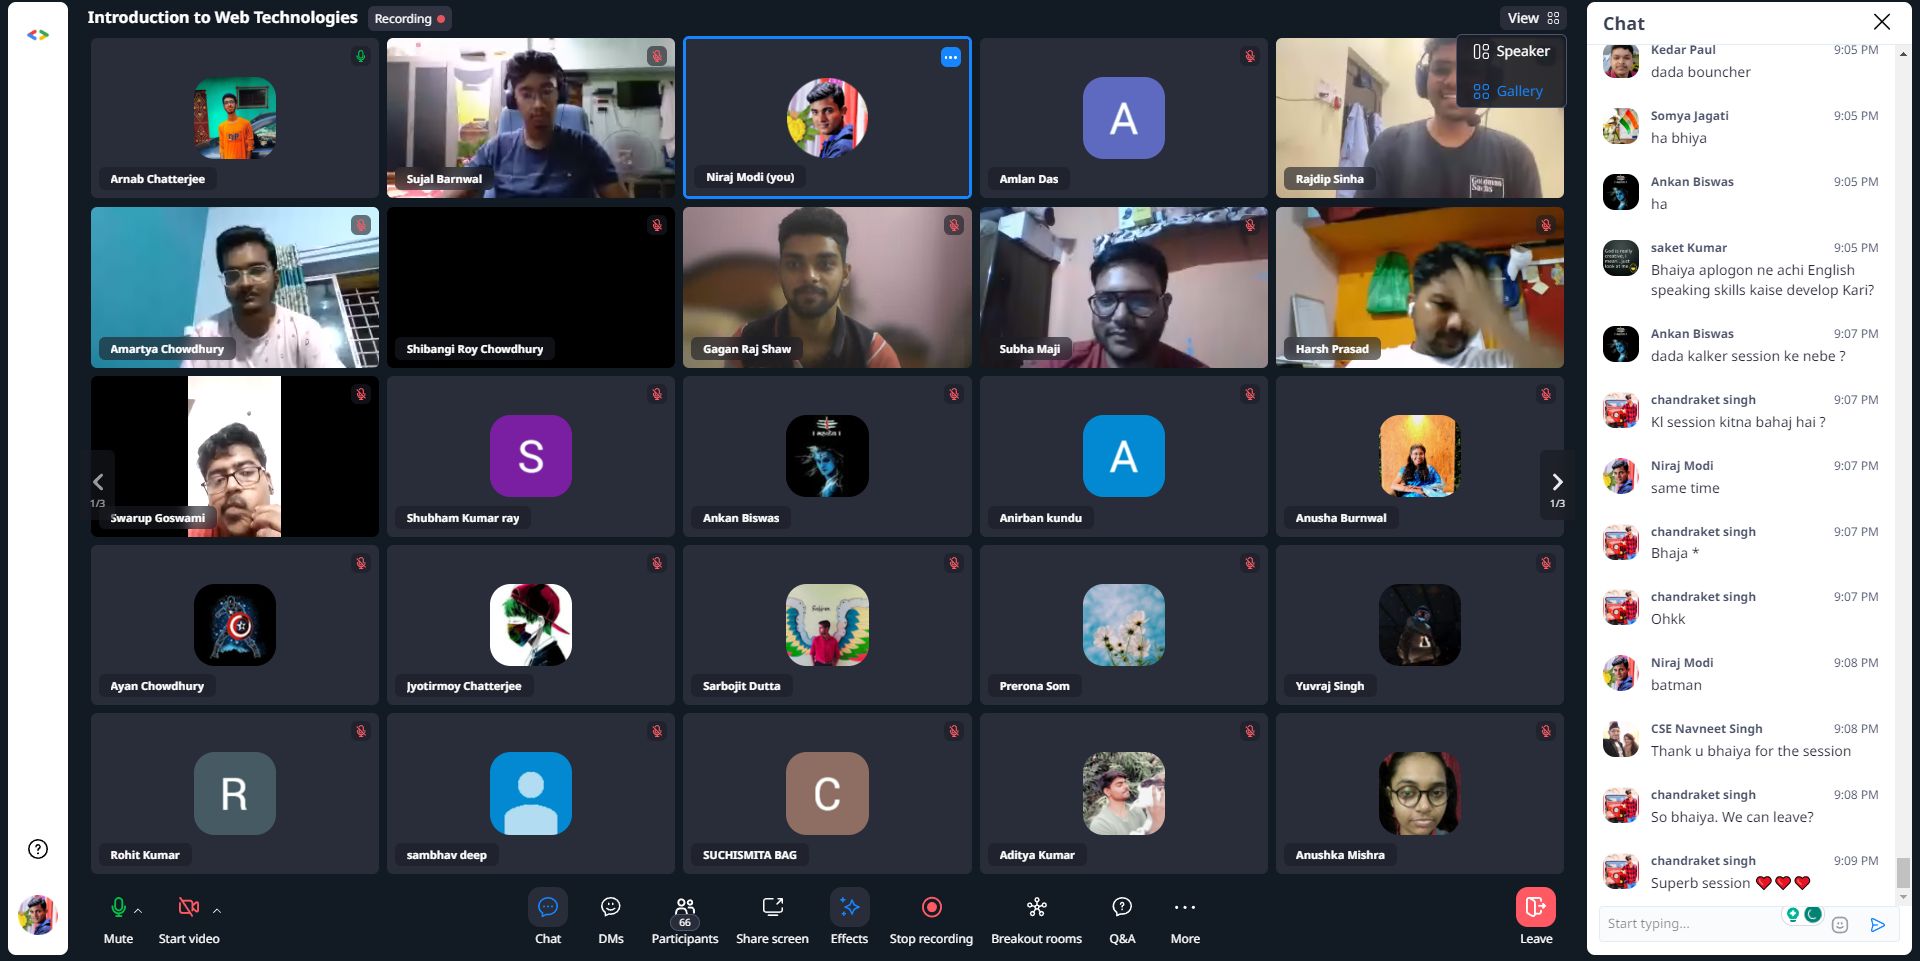 Introduction to Web Technologies
Recording
View
Speaker
Gallery
Arnab Chatterjee
Sujal Barnwal
Niraj Modi (you)
A
Amlan Das
Rajdip Sinha
Amartya Chowdhury
Shibangi Roy Chowdhury
Gagan Raj Shaw
Subha Maji
Harsh Prasad
1/3
Swarup Goswami
S
Shubham Kumar ray
Ankan Biswas
A
Anirban kundu
Anusha Burnwal
1/3
Ayan Chowdhury
Jyotirmoy Chatterjee
Sarbojit Dutta
Prerona Som
Yuvraj Singh
R
Rohit Kumar
sambhav deep
C
SUCHISMITA BAG
Aditya Kumar
Anushka Mishra
Mute
Start video
Chat
DMs
66
Participants
Share screen
Effects
Stop recording
Breakout rooms
Q&A
More
Leave
Chat
Kedar Paul 9:05 PM
dada bouncher
Somya Jagati 9:05 PM
ha bhiya
Ankan Biswas 9:05 PM
ha
saket Kumar 9:05 PM
Bhaiya aplogon ne achi English
speaking skills kaise develop Kari?
Ankan Biswas 9:07 PM
dada kalker session ke nebe ?
chandraket singh 9:07 PM
Kl session kitna bahaj hai ?
Niraj Modi 9:07 PM
same time
chandraket singh 9:07 PM
Bhaja *
chandraket singh 9:07 PM
Ohkk
Niraj Modi 9:08 PM
batman
CSE Navneet Singh 9:08 PM
Thank u bhaiya for the session
chandraket singh 9:08 PM
So bhaiya. We can leave?
chandraket singh 9:09 PM
Superb session ❤❤❤
Start typing...